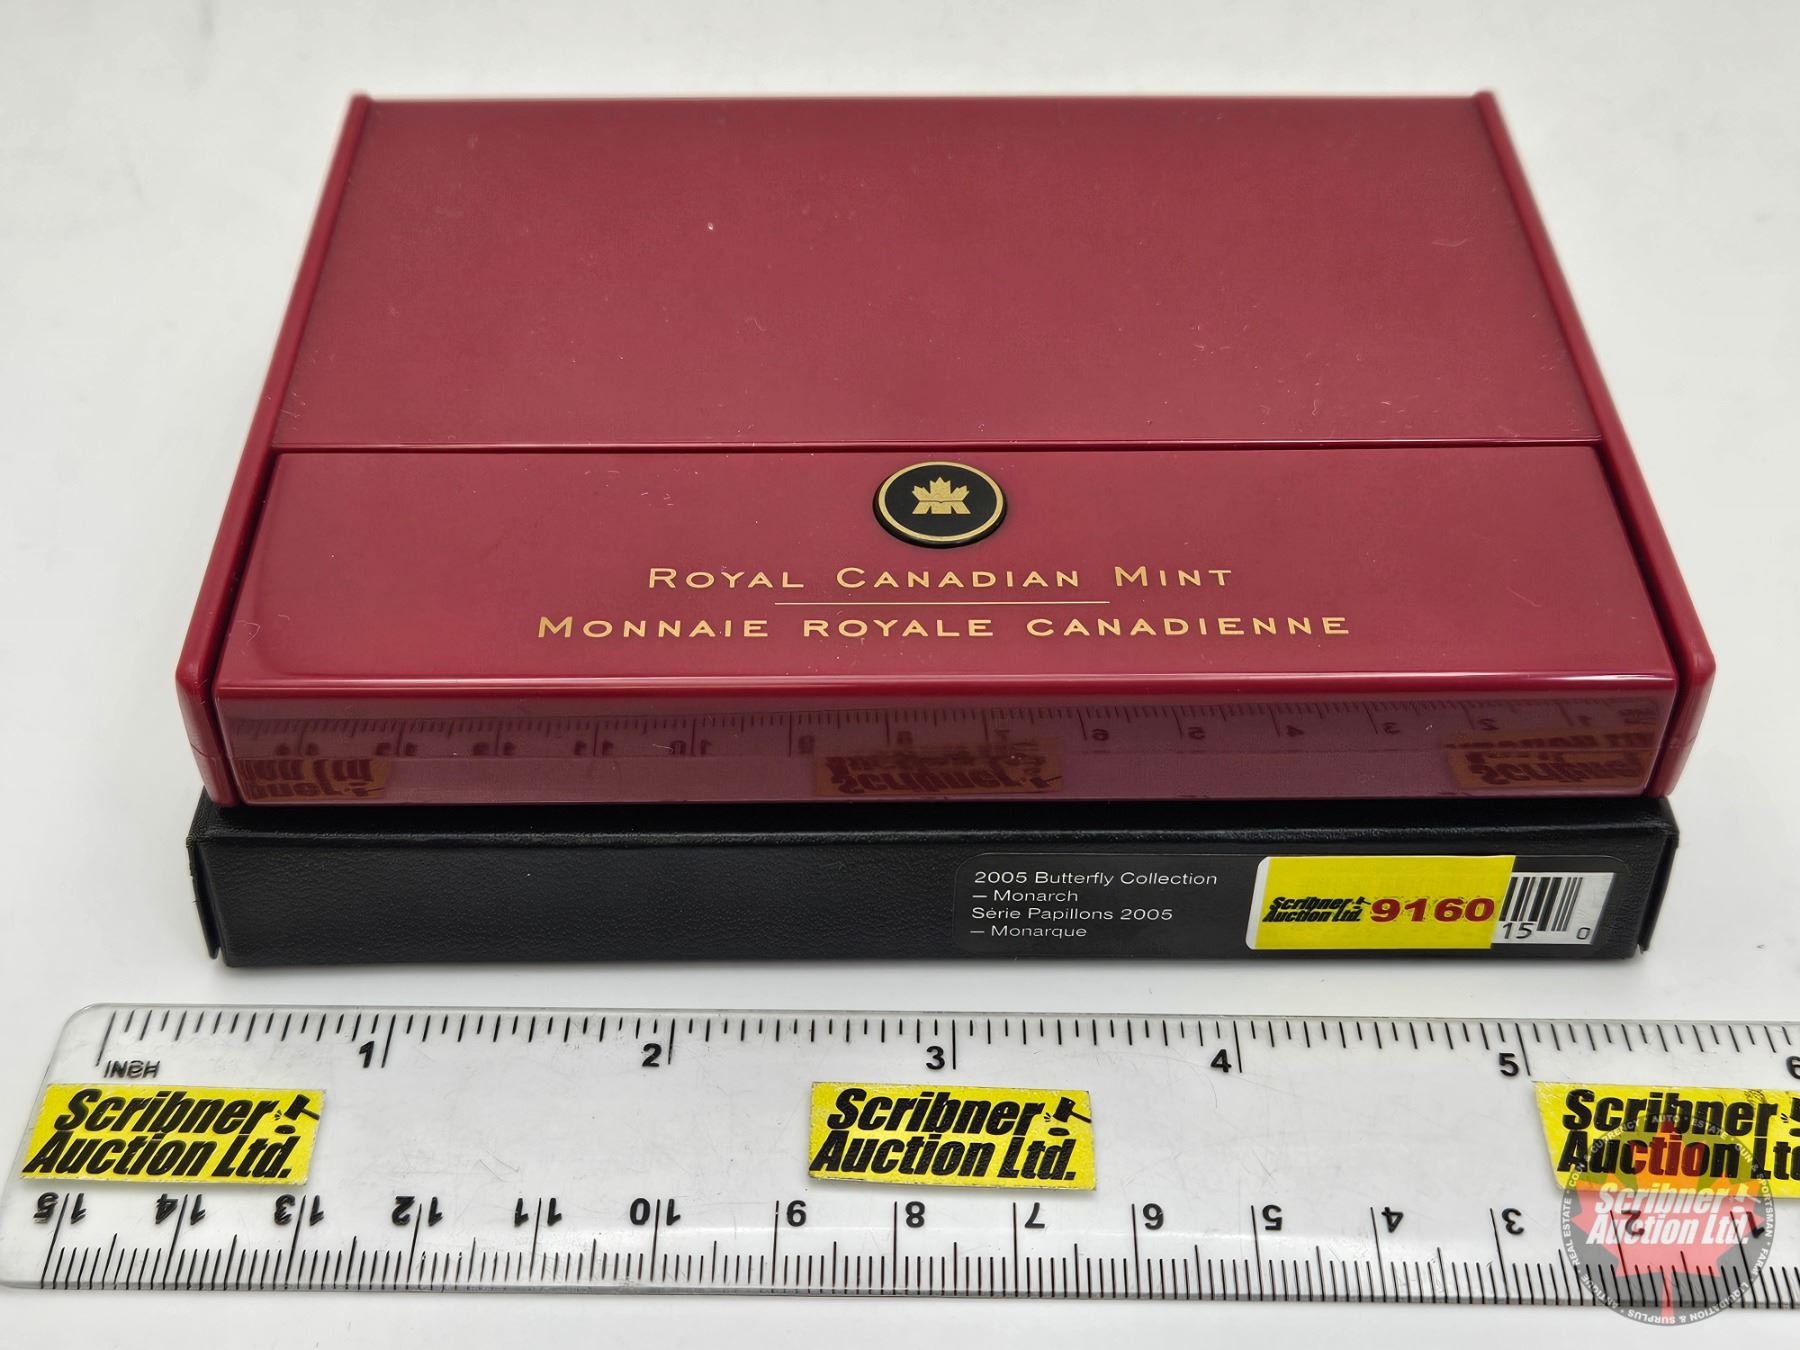 ROYAL CANADIAN MINT
MONNAIE ROYALE CANADIENNE
2005 Butterfly Collection
— Monarch
Série Papillons 2005
— Monarque
Scribner
Auction Ltd.
9160
15 0
1 2 3 4 5 6
INCH
Scribner
Auction Ltd.
Scribner
Auction Ltd.
Scribner
Auction Ltd.
15 14 13 12 11 10 9 8 7 6 5 4 3 2 1
Scribner
Auction Ltd.